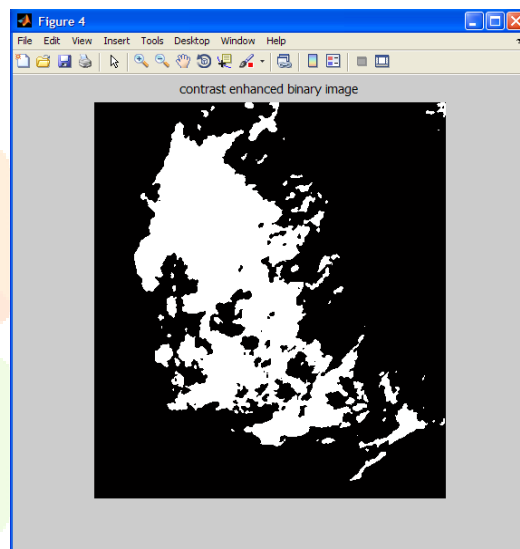 Figure 4
File Edit View Insert Tools Desktop Window Help
contrast enhanced binary image